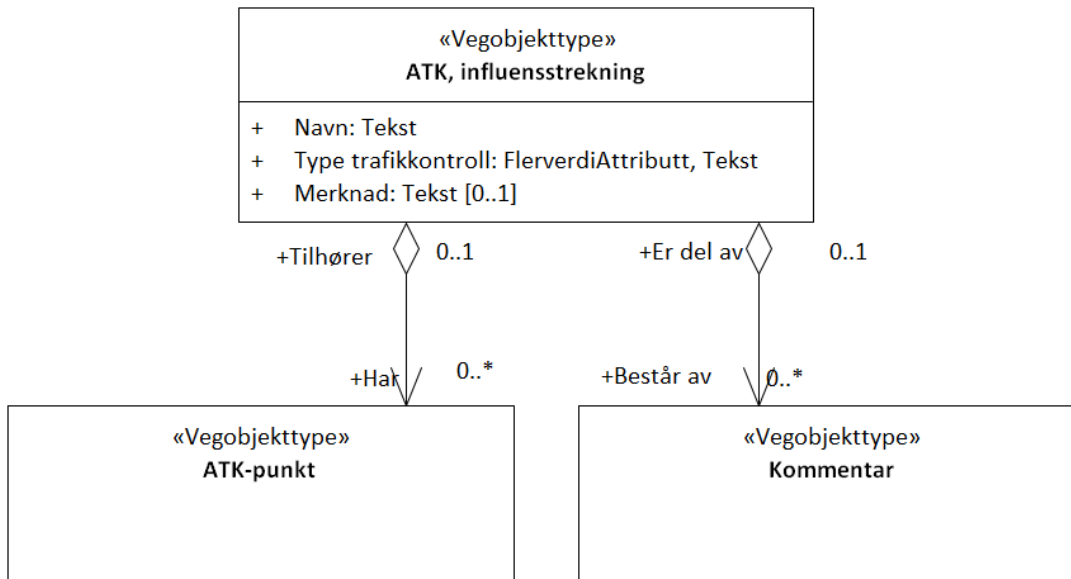 «Vegobjekttype»
ATK, influensstrekning
+ Navn: Tekst
+ Type trafikkontroll: FlerverdiAttributt, Tekst
+ Merknad: Tekst [0..1]
+Tilhører 0..1 +Er del av 0..1
+Har 0..* +Består av 0..*
«Vegobjekttype»
ATK-punkt
«Vegobjekttype»
Kommentar